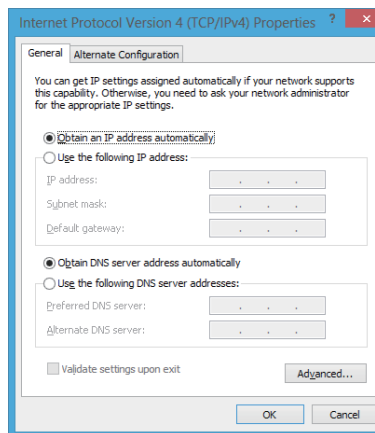 Internet Protocol Version 4 (TCP/IPv4) Properties ? ×
General Alternate Configuration
You can get IP settings assigned automatically if your network supports
this capability. Otherwise, you need to ask your network administrator
for the appropriate IP settings.
Obtain an IP address automatically
Use the following IP address:
IP address: . . .
Subnet mask: . . .
Default gateway: . . .
Obtain DNS server address automatically
Use the following DNS server addresses:
Preferred DNS server: . . .
Alternate DNS server: . . .
Validate settings upon exit
Advanced...
OK Cancel